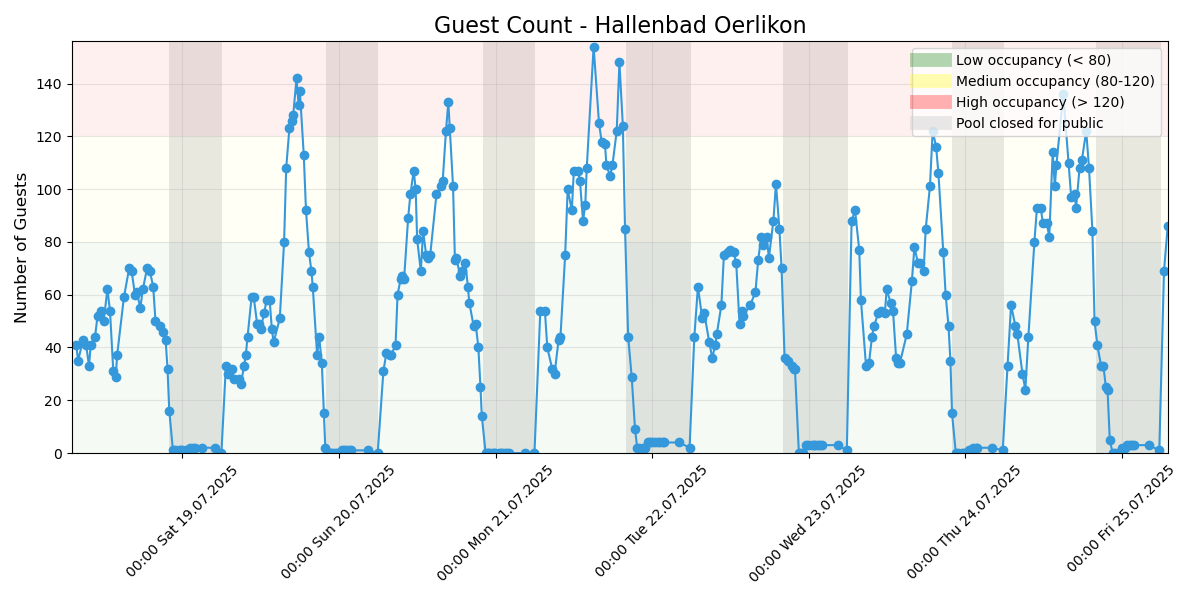 Guest Count - Hallenbad Oerlikon
Number of Guests
140
120
100
80
60
40
20
0
Low occupancy (< 80)
Medium occupancy (80-120)
High occupancy (> 120)
Pool closed for public
00:00 Sat 19.07.2025
00:00 Sun 20.07.2025
00:00 Mon 21.07.2025
00:00 Tue 22.07.2025
00:00 Wed 23.07.2025
00:00 Thu 24.07.2025
00:00 Fri 25.07.2025